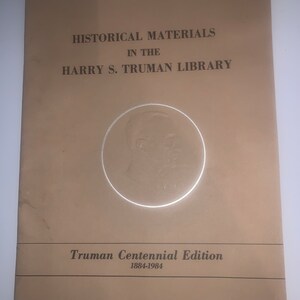 HISTORICAL MATERIALS
IN THE
HARRY S. TRUMAN LIBRARY
Truman Centennial Edition
1884-1984